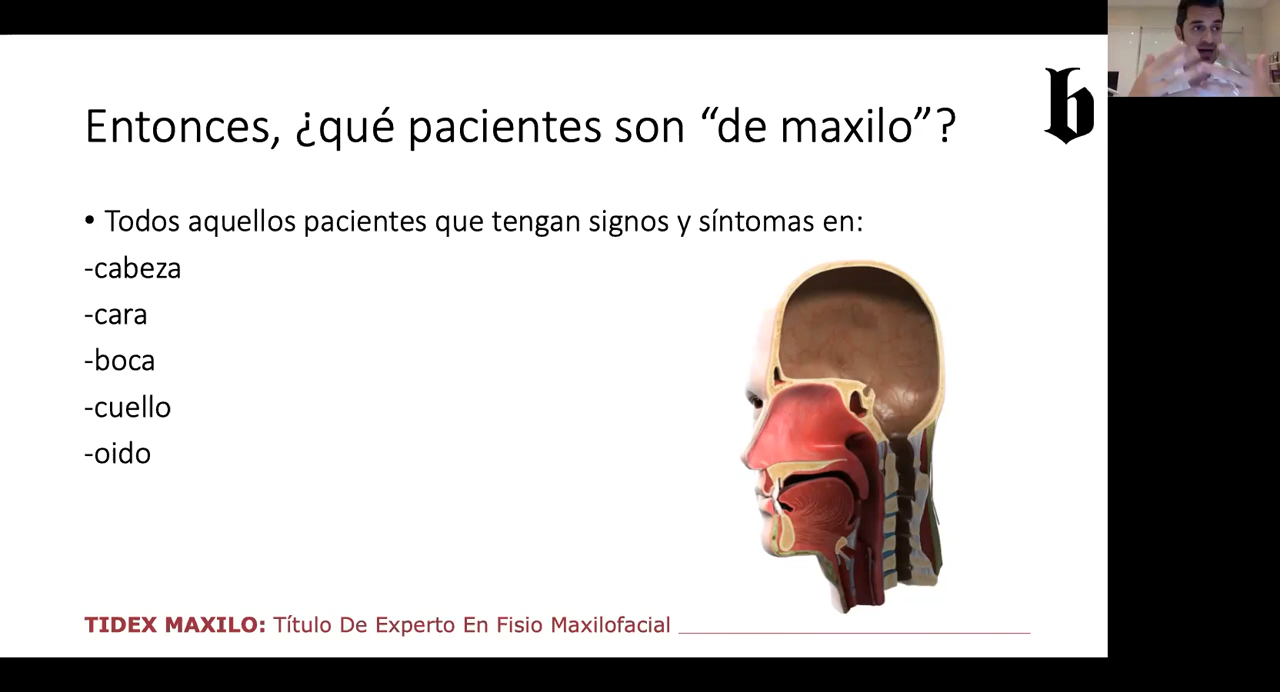 Entonces, ¿qué pacientes son “de maxilo”?
b
• Todos aquellos pacientes que tengan signos y síntomas en:
-cabeza
-cara
-boca
-cuello
-oido
TIDEX MAXILO: Título De Experto En Fisio Maxilofacial